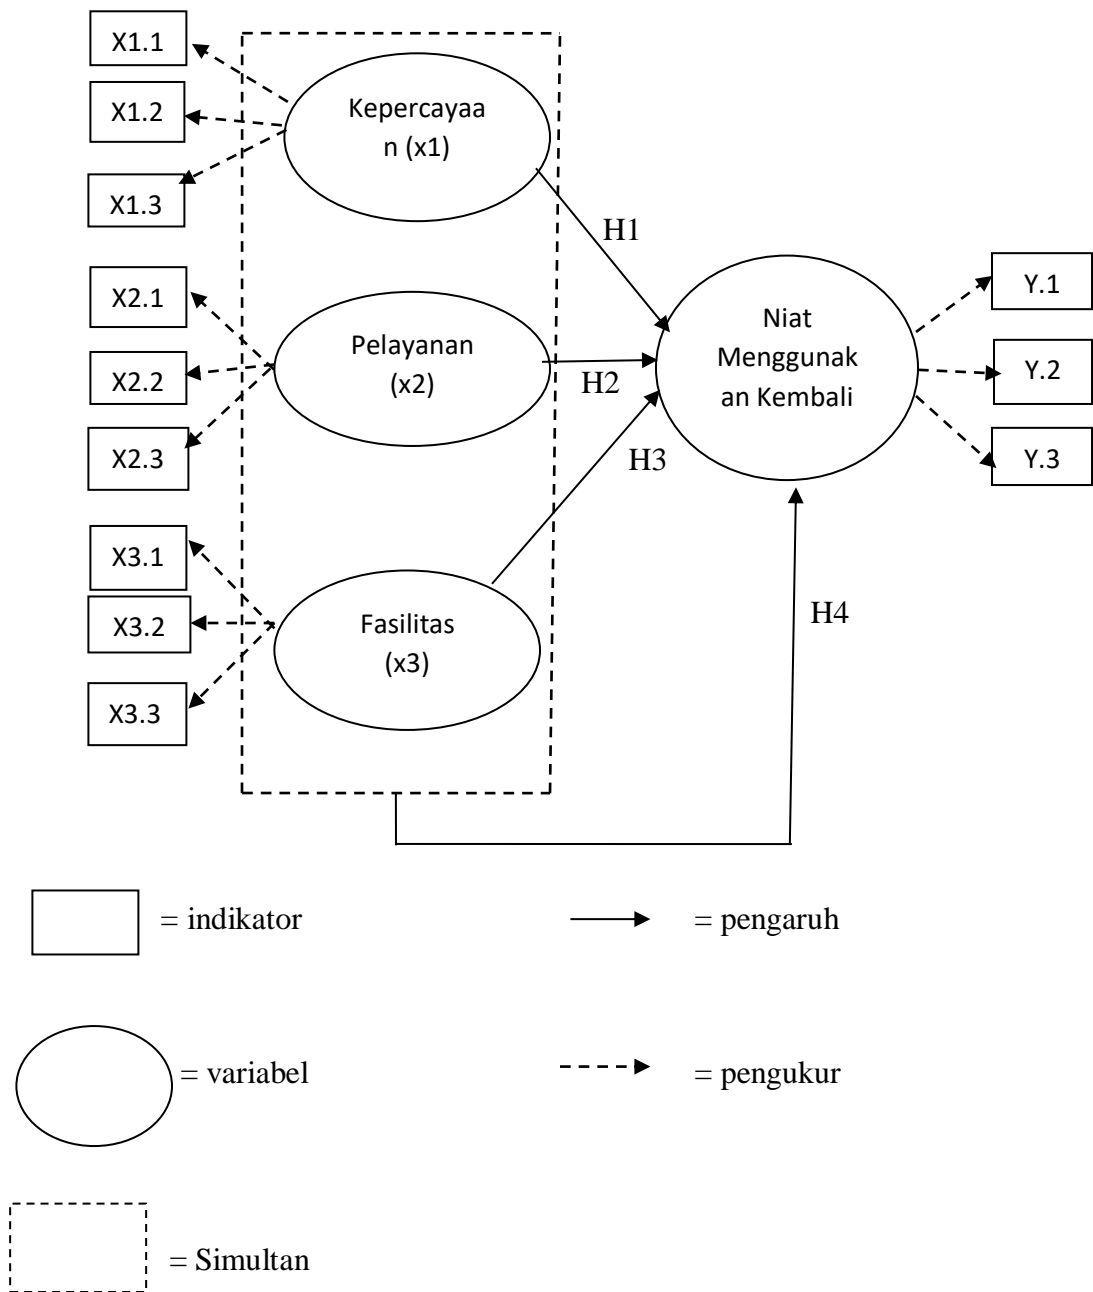 X1.1
X1.2
X1.3
Kepercayaa
n (x1)
H1
X2.1
X2.2
X2.3
Pelayanan
(x2)
H2
H3
Niat
Menggunak
an Kembali
Y.1
Y.2
Y.3
X3.1
X3.2
X3.3
Fasilitas
(x3)
H4
= indikator
= pengaruh
= variabel
= pengukur
= Simultan